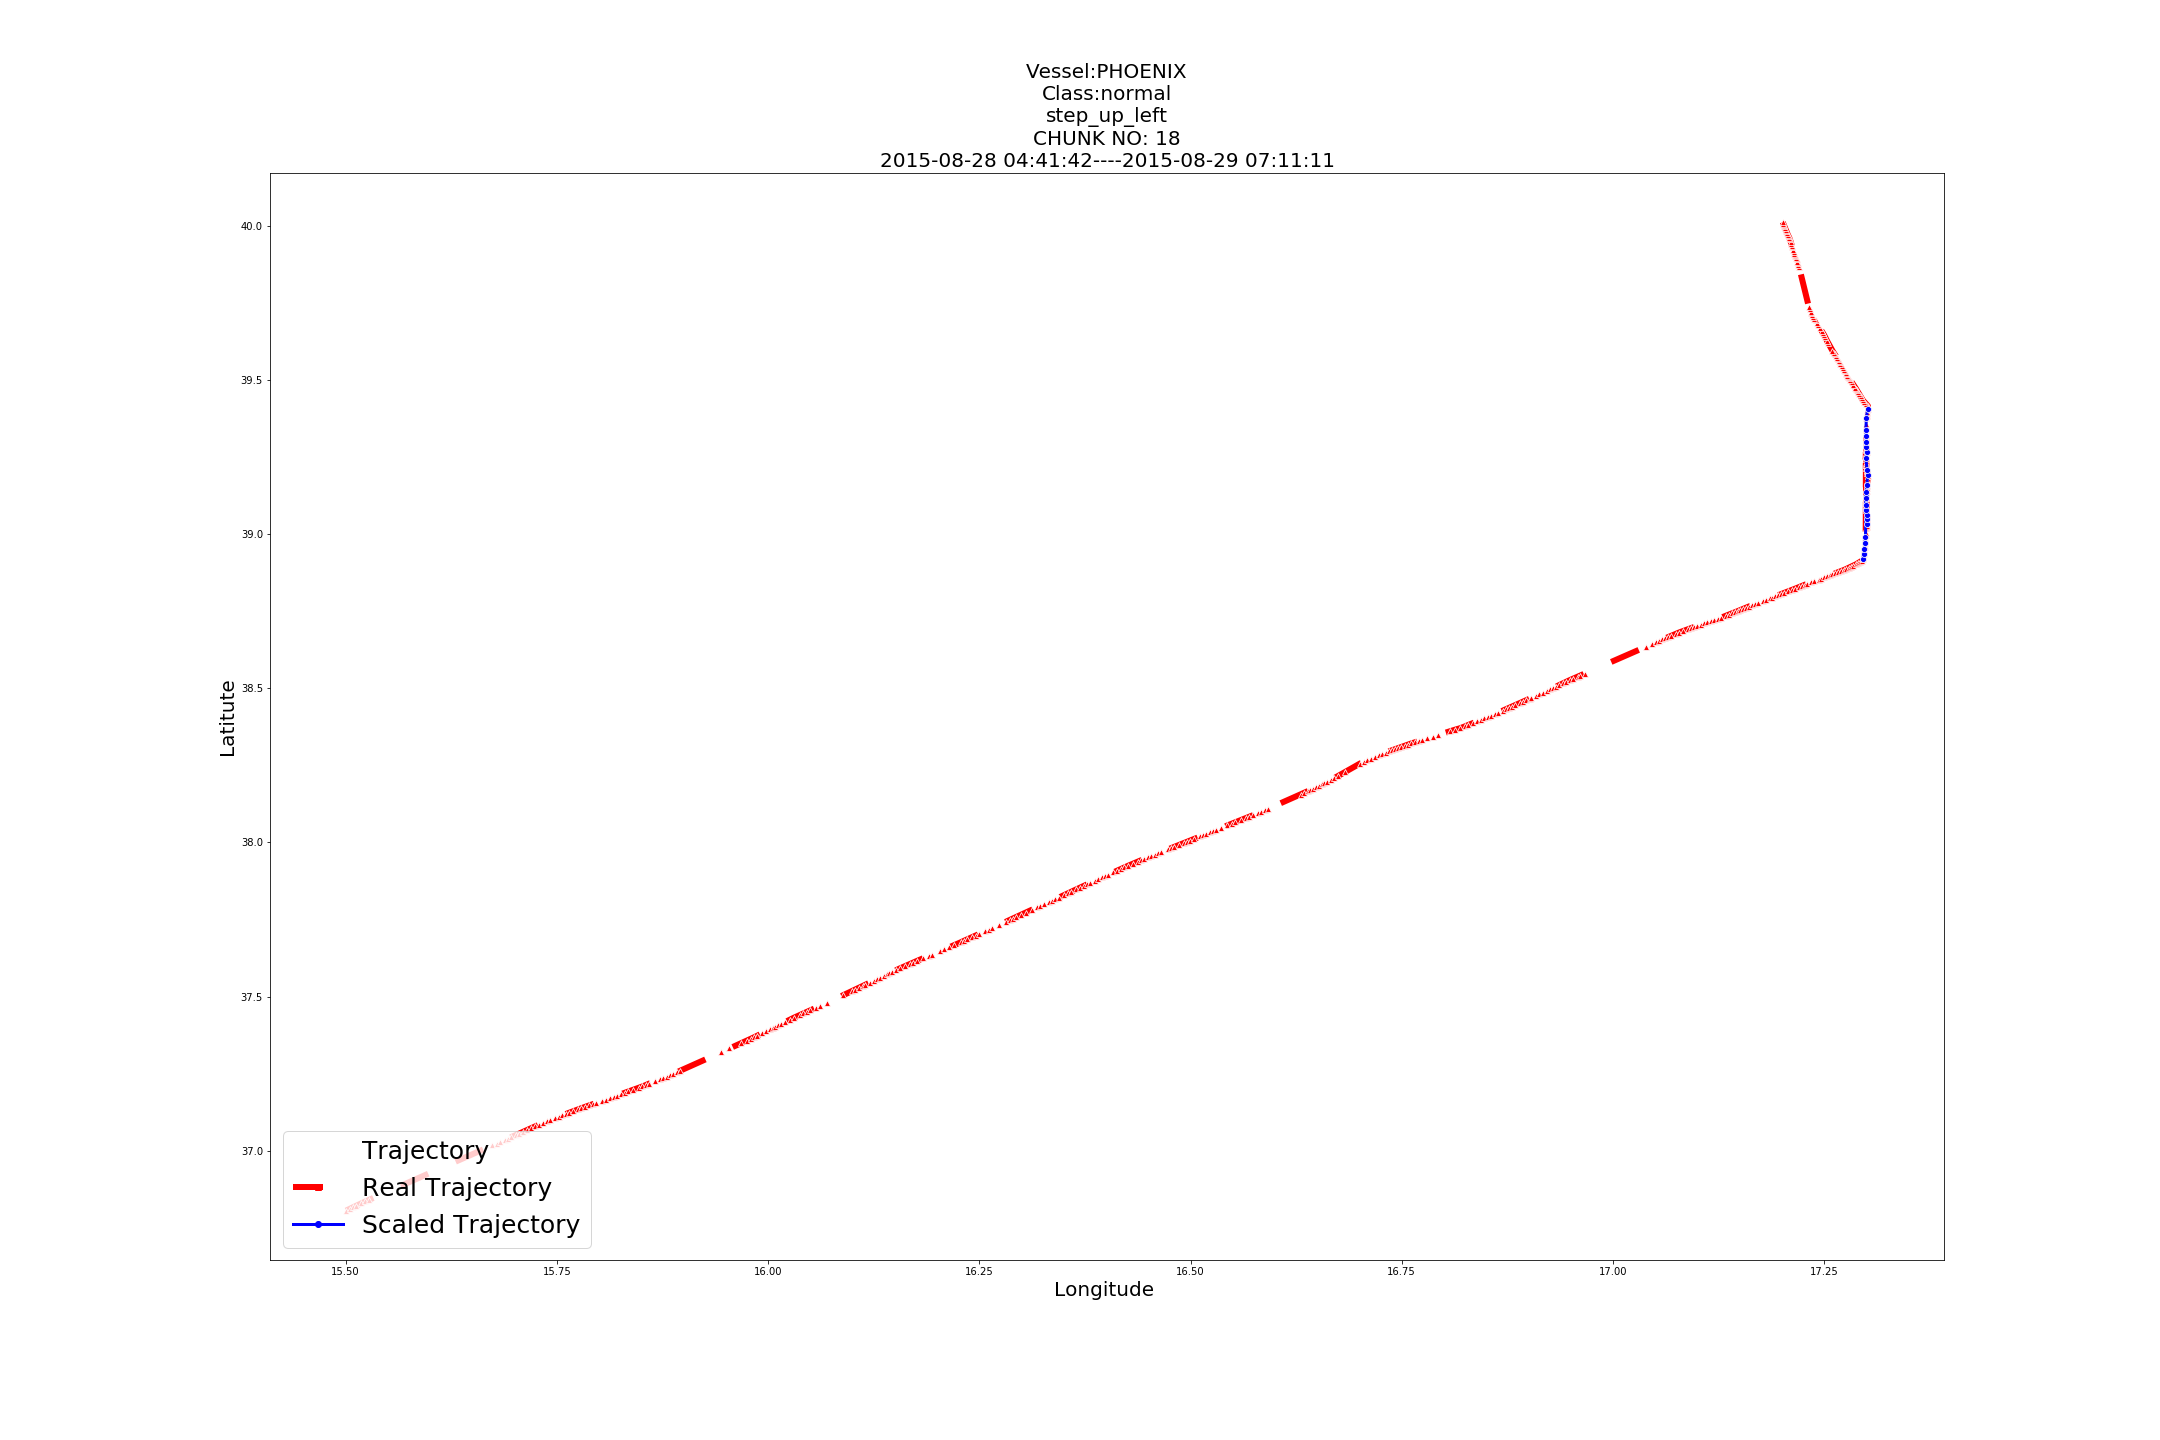 Vessel:PHOENIX
Class:normal
step_up_left
CHUNK NO: 18
2015-08-28 04:41:42----2015-08-29 07:11:11
40.0
39.5
39.0
38.5
38.0
37.5
37.0
Latitute
Trajectory
Real Trajectory
Scaled Trajectory
15.50 15.75 16.00 16.25 16.50 16.75 17.00 17.25
Longitude